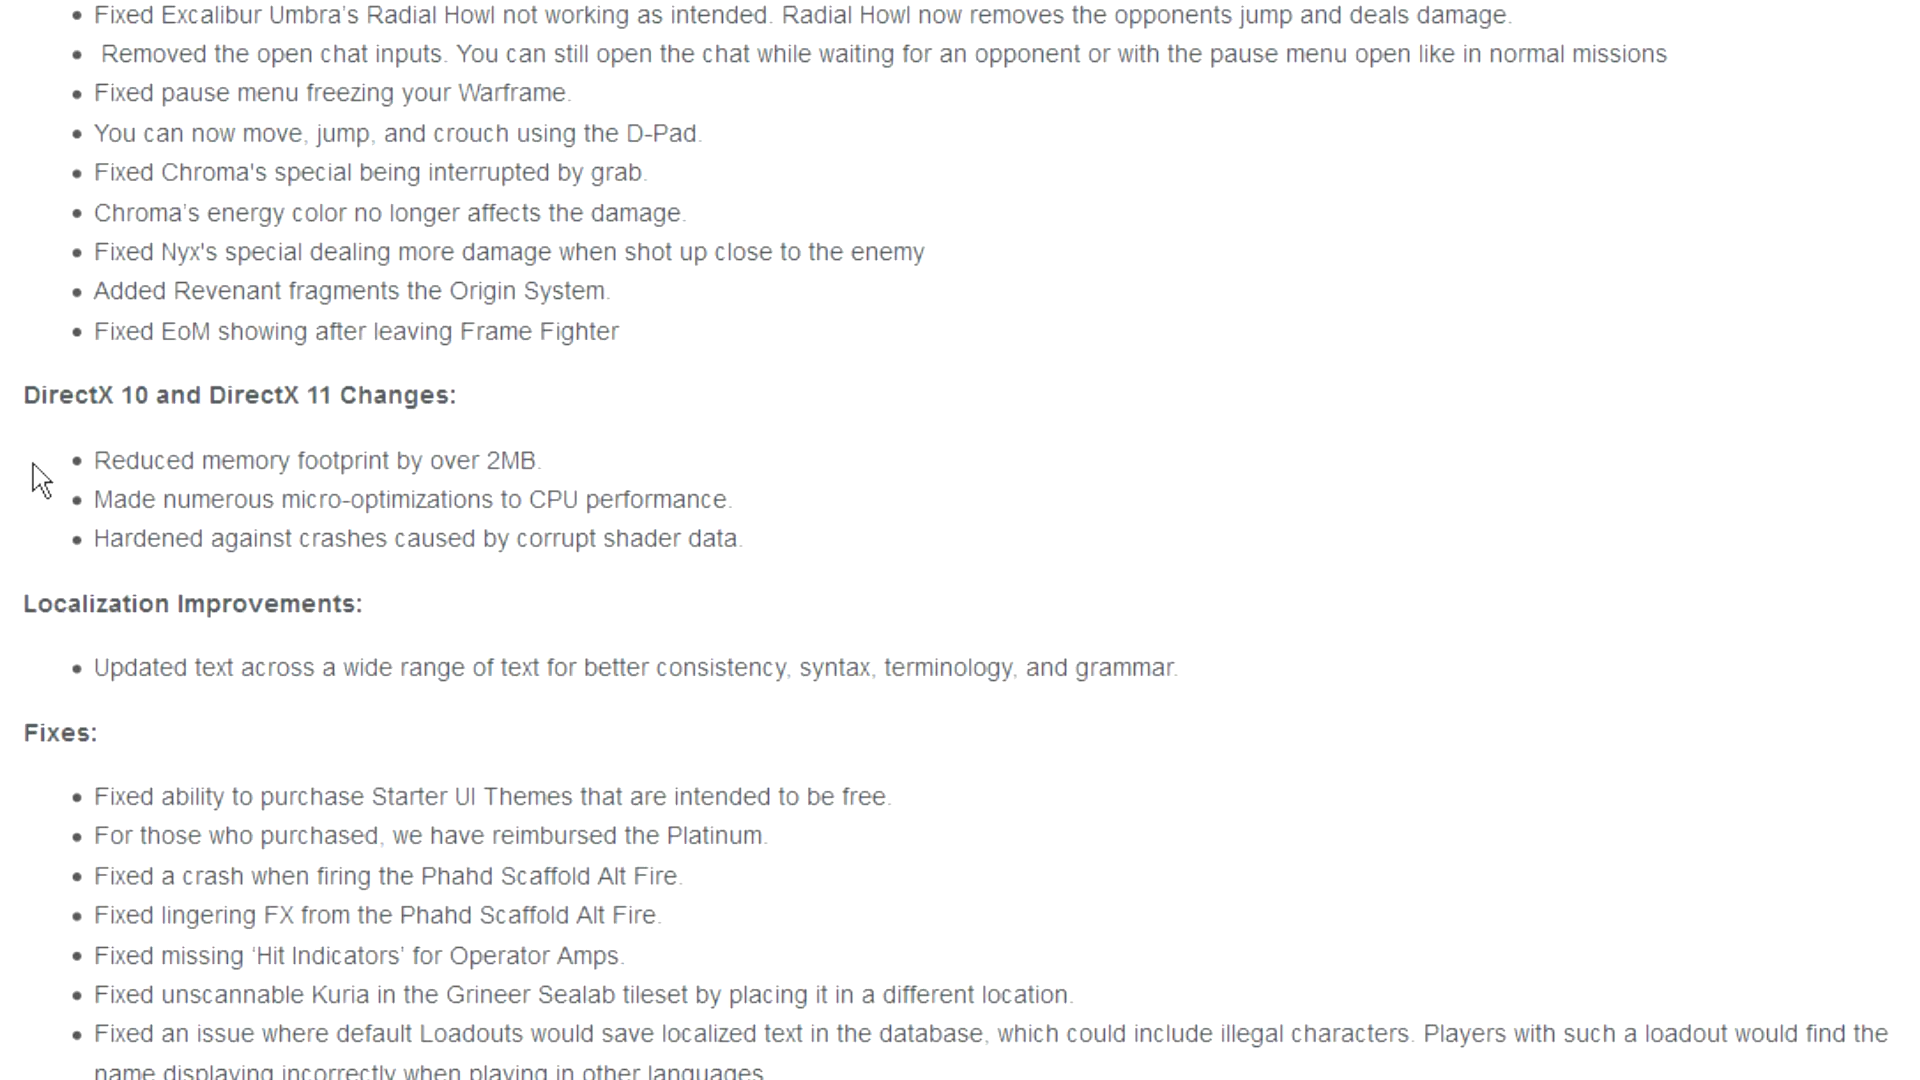 Fixed Excalibur Umbra’s Radial Howl not working as intended. Radial Howl now removes the opponents jump and deals damage.
Removed the open chat inputs. You can still open the chat while waiting for an opponent or with the pause menu open like in normal missions
Fixed pause menu freezing your Warframe.
You can now move, jump, and crouch using the D-Pad.
Fixed Chroma's special being interrupted by grab.
Chroma’s energy color no longer affects the damage.
Fixed Nyx's special dealing more damage when shot up close to the enemy
Added Revenant fragments the Origin System.
Fixed EoM showing after leaving Frame Fighter
DirectX 10 and DirectX 11 Changes:
Reduced memory footprint by over 2MB.
Made numerous micro-optimizations to CPU performance.
Hardened against crashes caused by corrupt shader data.
Localization Improvements:
Updated text across a wide range of text for better consistency, syntax, terminology, and grammar.
Fixes:
Fixed ability to purchase Starter UI Themes that are intended to be free.
For those who purchased, we have reimbursed the Platinum.
Fixed a crash when firing the Phahd Scaffold Alt Fire.
Fixed lingering FX from the Phahd Scaffold Alt Fire.
Fixed missing ‘Hit Indicators’ for Operator Amps.
Fixed unscannable Kuria in the Grineer Sealab tileset by placing it in a different location.
Fixed an issue where default Loadouts would save localized text in the database, which could include illegal characters. Players with such a loadout would find the
name displaying incorrectly when playing in other languages.